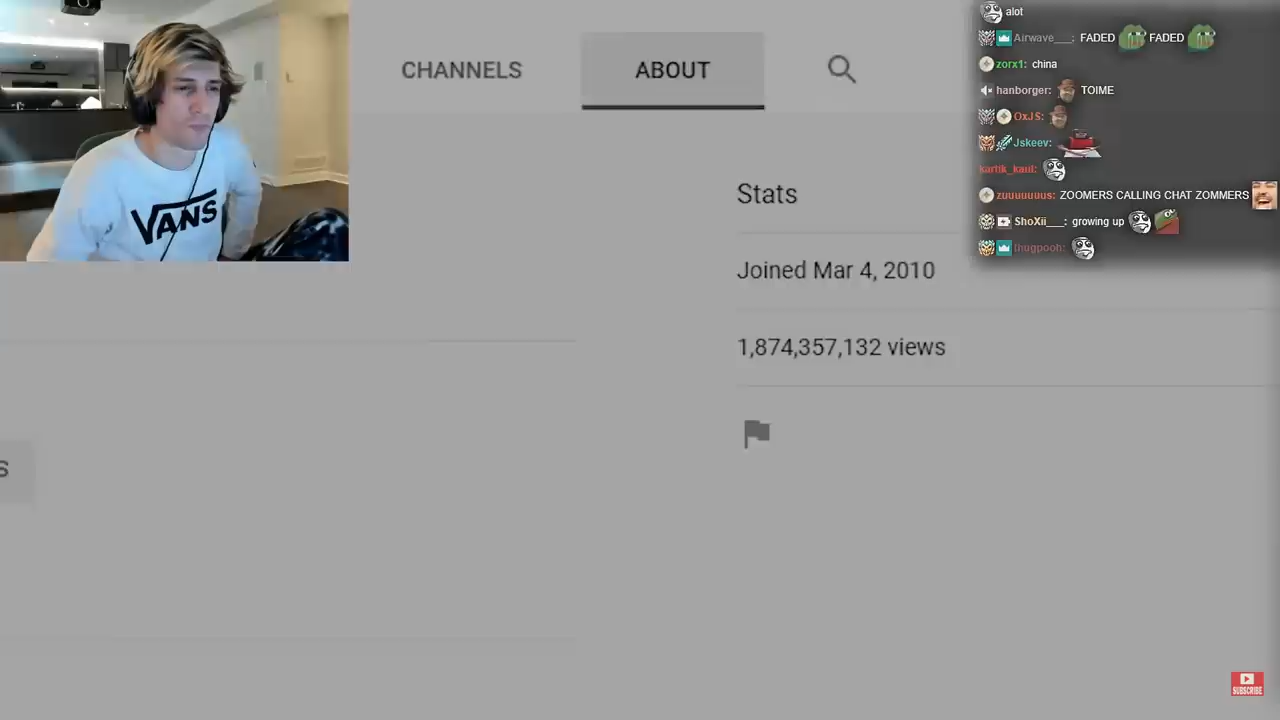 alot
CHANNELS
ABOUT
Airwave___: FADED FADED
zorx1: china
hanborger: TOIME
OxJS:
Jskeev:
kartik_kaul:
zuuuuuuus: ZOOMERS CALLING CHAT ZOMMERS
ShoXii___: growing up
thugpooh:
VANS
Stats
Joined Mar 4, 2010
1,874,357,132 views
S
SUBSCRIBE